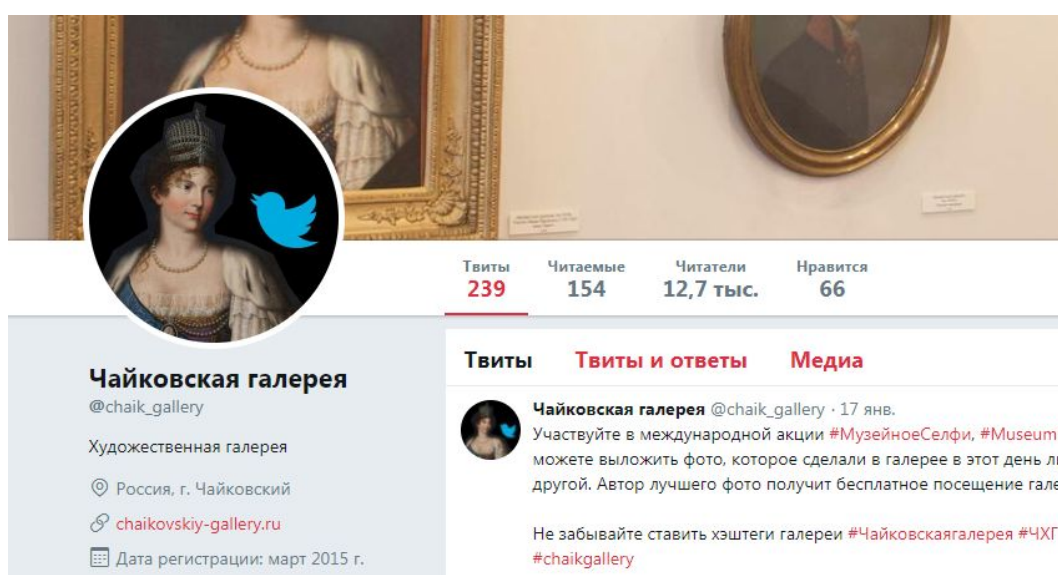 Твиты Читаемые Читатели Нравится
239 154 12,7 тыс. 66
Чайковская галерея
@chaik_gallery
Художественная галерея
Россия, г. Чайковский
chaikovskiy-gallery.ru
Дата регистрации: март 2015 г.
Твиты Твиты и ответы Медиа
Чайковская галерея @chaik_gallery · 17 янв.
Участвуйте в международной акции #МузейноеСелфи, #Museum
можете выложить фото, которое сделали в галерее в этот день л
другой. Автор лучшего фото получит бесплатное посещение гале
Не забывайте ставить хэштеги галереи #Чайковскаягалерея #ЧХГ
#chaikgallery